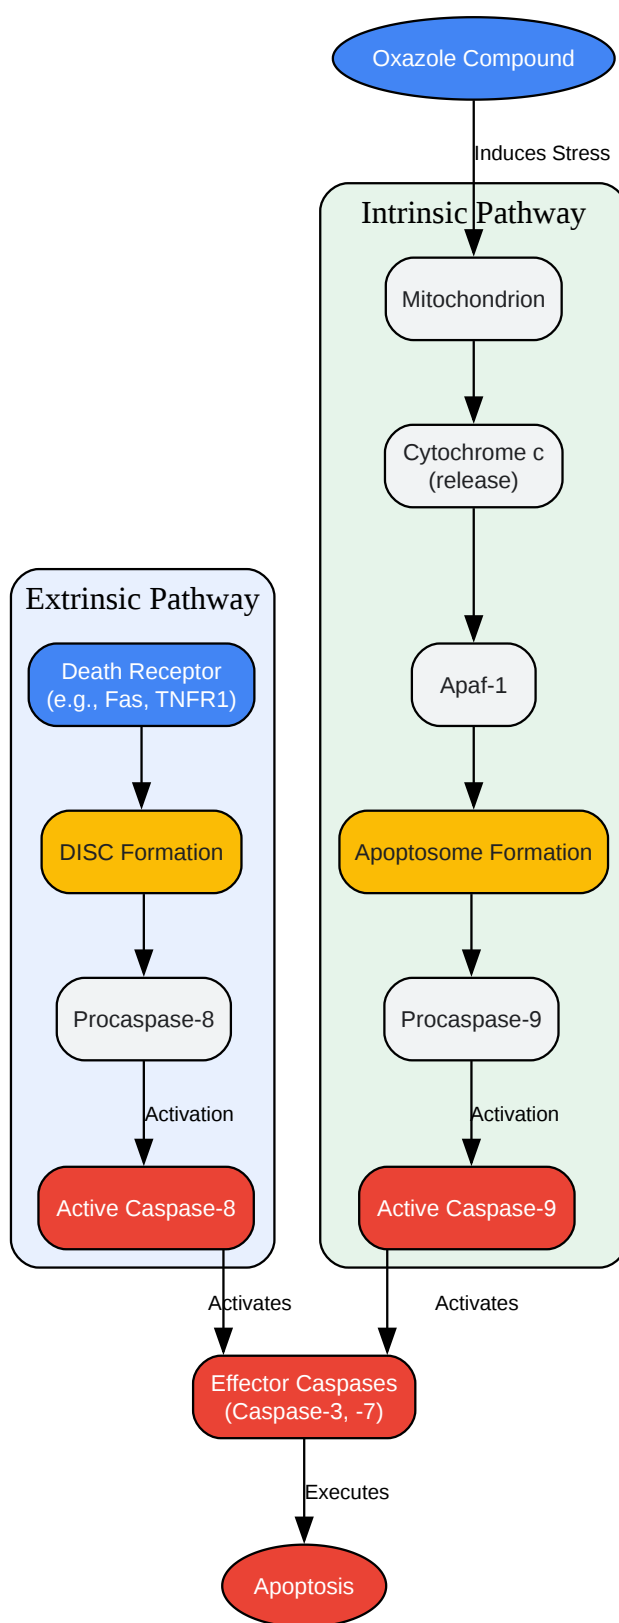 Oxazole Compound
Induces Stress
Intrinsic Pathway
Mitochondrion
Cytochrome c
(release)
Extrinsic Pathway
Death Receptor
(e.g., Fas, TNFR1)
Apaf-1
DISC Formation
Apoptosome Formation
Procaspase-8
Procaspase-9
Activation
Activation
Active Caspase-8
Active Caspase-9
Activates
Activates
Effector Caspases
(Caspase-3, -7)
Executes
Apoptosis